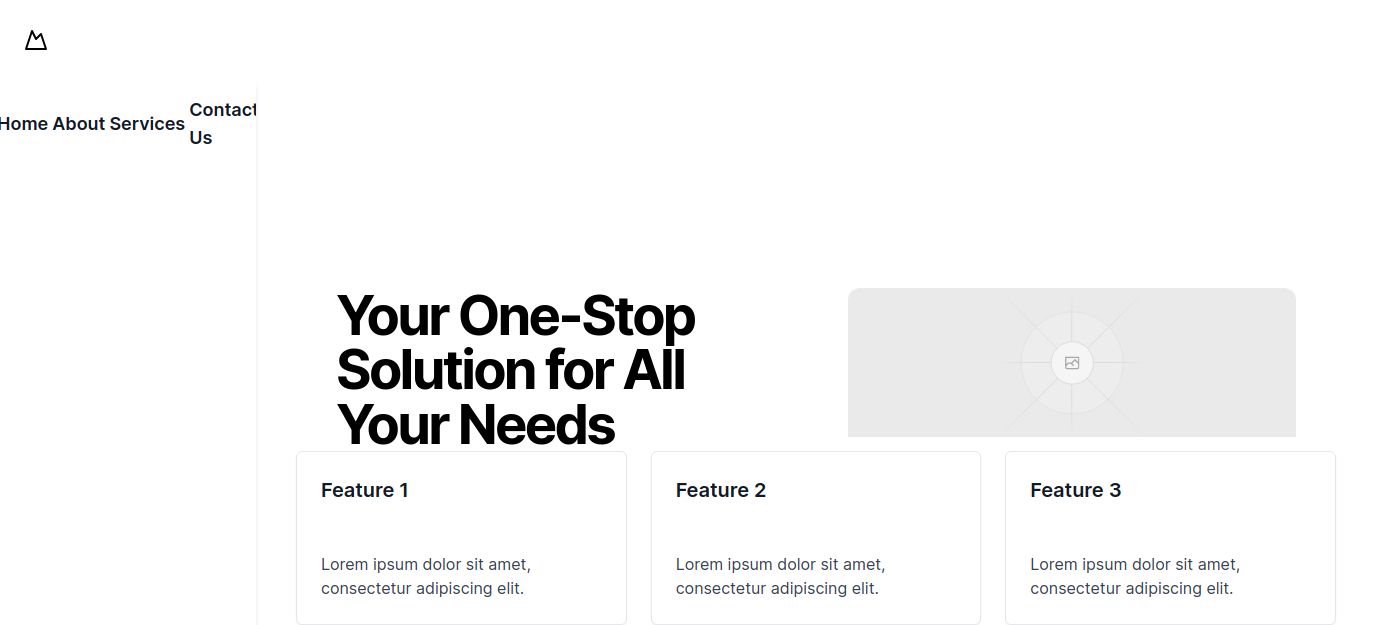 Home About Services Contact
Us
Your One-Stop
Solution for All
Your Needs
Feature 1
Lorem ipsum dolor sit amet,
consectetur adipiscing elit.
Feature 2
Lorem ipsum dolor sit amet,
consectetur adipiscing elit.
Feature 3
Lorem ipsum dolor sit amet,
consectetur adipiscing elit.